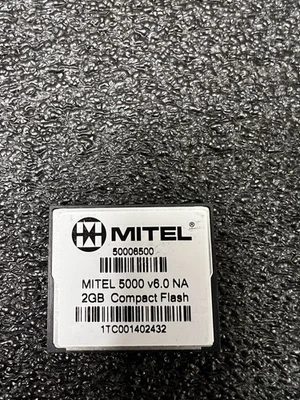 MITEL ®
50006500
MITEL 5000 v6.0 NA
2GB Compact Flash
1TC001402432